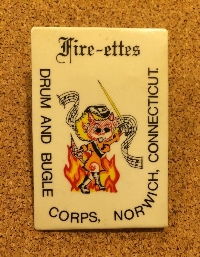 Fire-ettes
DRUM AND BUGLE
CORPS, NORWICH, CONNECTICUT.